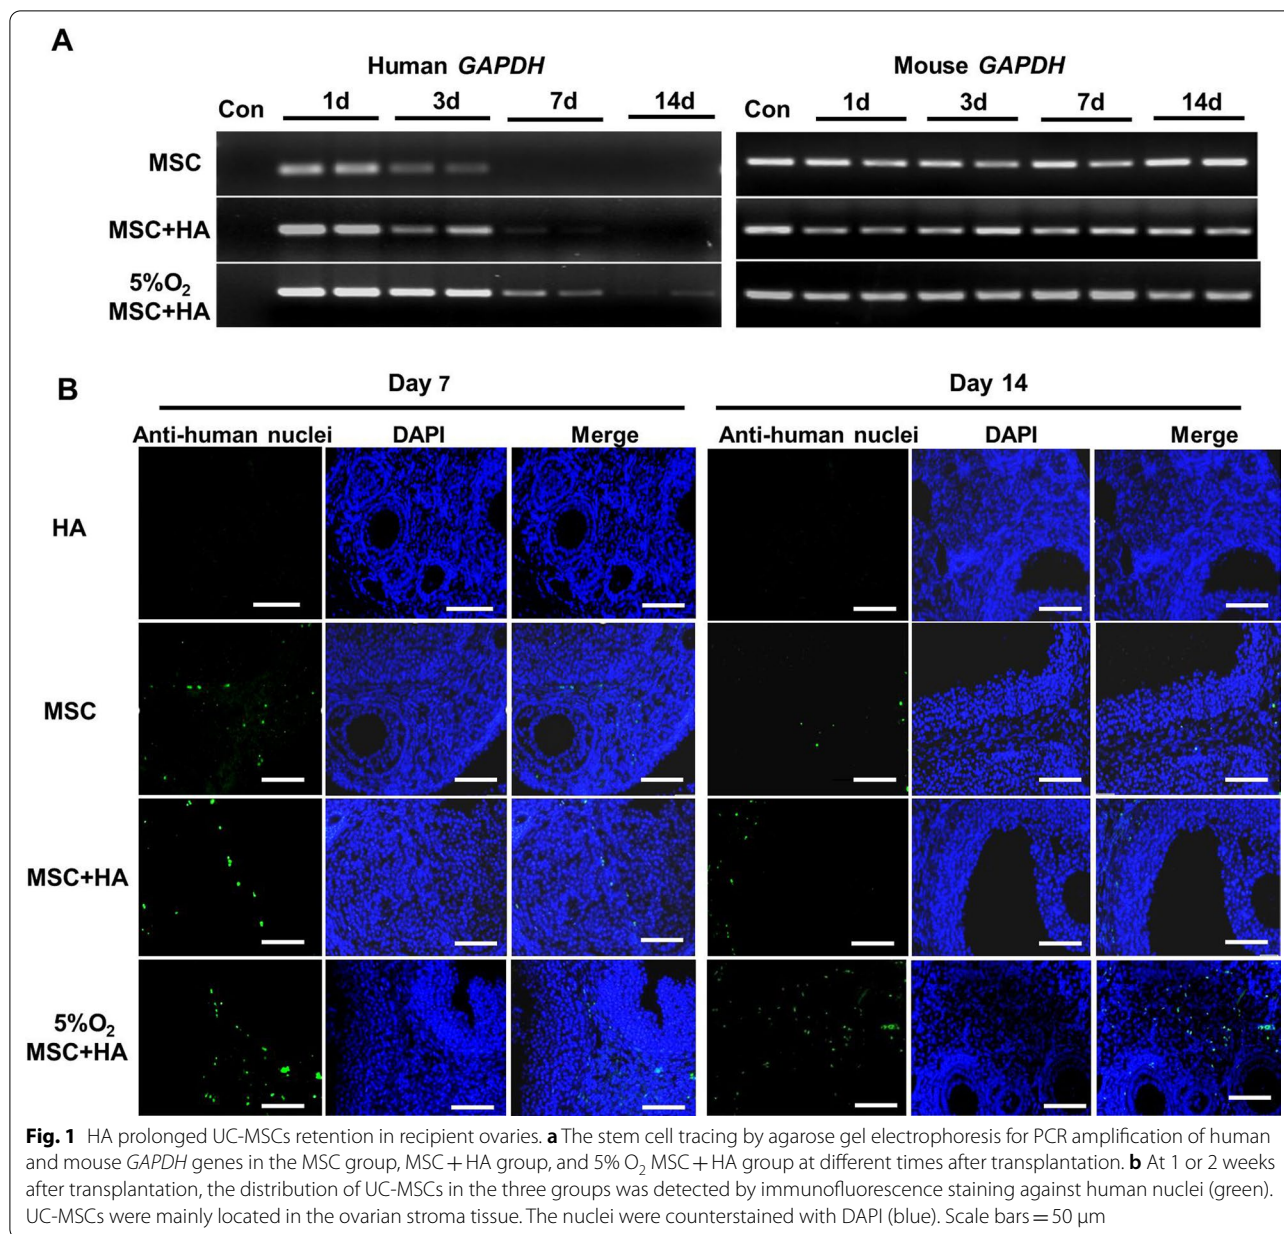 A
Human GAPDH
Mouse GAPDH
Con 1d 3d 7d 14d
Con 1d 3d 7d 14d
MSC
MSC+HA
5%O₂
MSC+HA
B
Day 7
Day 14
Anti-human nuclei DAPI Merge
Anti-human nuclei DAPI Merge
HA
MSC
MSC+HA
5%O₂
MSC+HA
Fig. 1 HA prolonged UC-MSCs retention in recipient ovaries. a The stem cell tracing by agarose gel electrophoresis for PCR amplification of human
and mouse GAPDH genes in the MSC group, MSC + HA group, and 5% O₂ MSC + HA group at different times after transplantation. b At 1 or 2 weeks
after transplantation, the distribution of UC-MSCs in the three groups was detected by immunofluorescence staining against human nuclei (green).
UC-MSCs were mainly located in the ovarian stroma tissue. The nuclei were counterstained with DAPI (blue). Scale bars = 50 μm